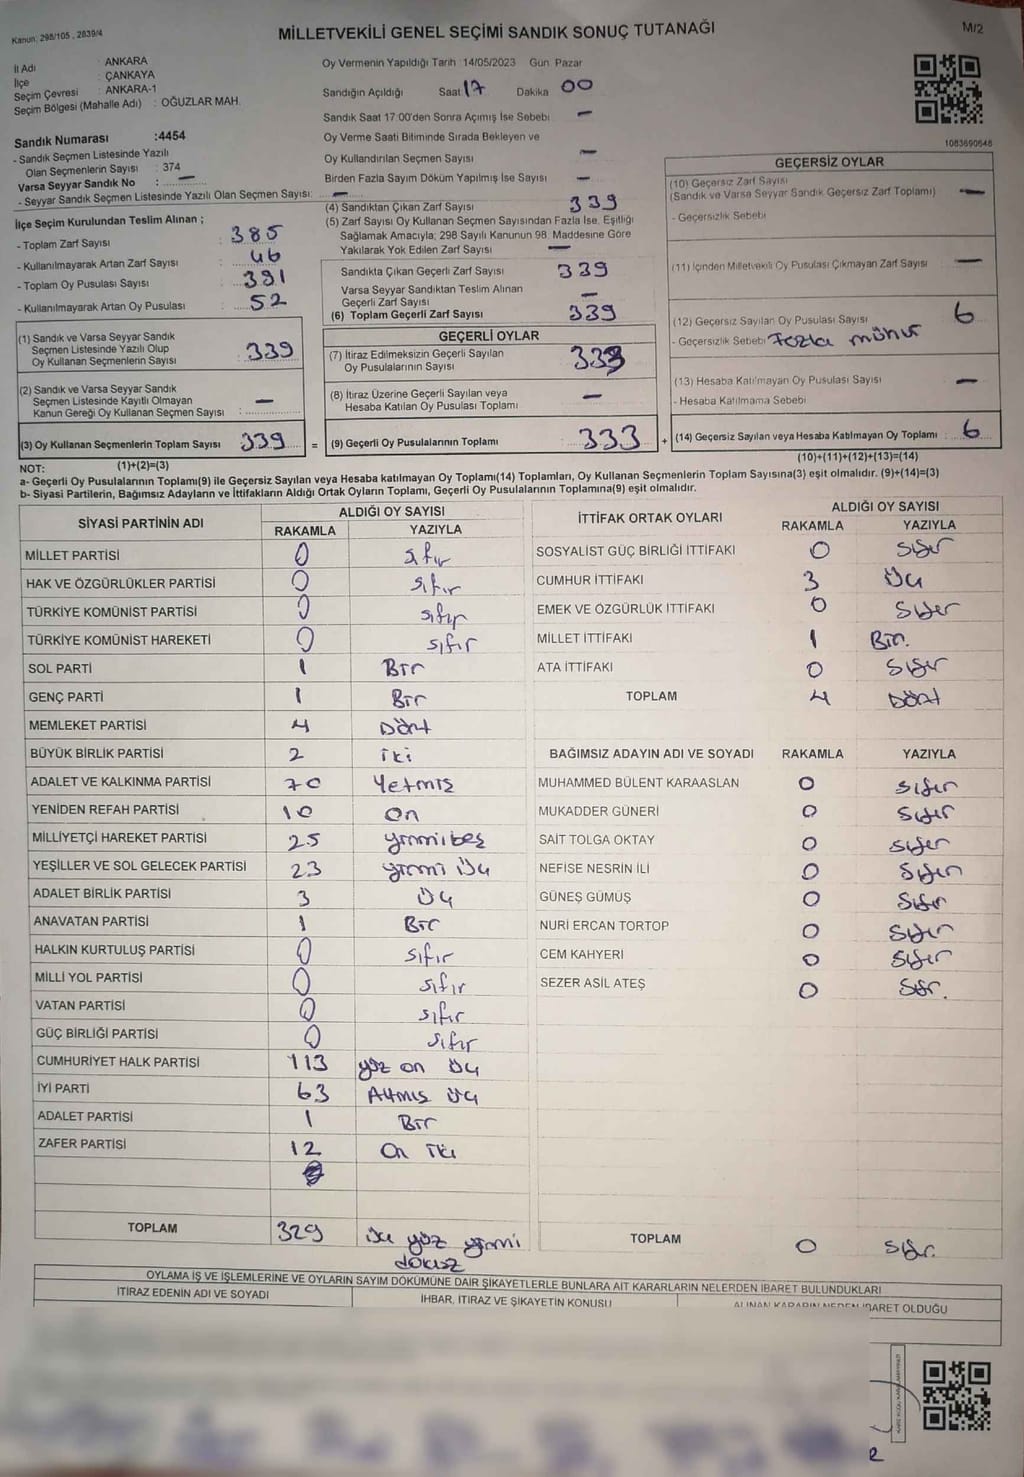 Kanun: 298/105 , 2839/4
MİLLETVEKİLİ GENEL SEÇİMİ SANDIK SONUÇ TUTANAĞI
M/2
İl Adı : ANKARA
İlçe : ÇANKAYA
Seçim Çevresi : ANKARA-1
Seçim Bölgesi (Mahalle Adı) : OĞUZLAR MAH.
Sandık Numarası :4454
- Sandık Seçmen Listesinde Yazılı
Olan Seçmenlerin Sayısı : 374
Varsa Seyyar Sandık No : —
- Seyyar Sandık Seçmen Listesinde Yazılı Olan Seçmen Sayısı: —
İlçe Seçim Kurulundan Teslim Alınan ;
- Toplam Zarf Sayısı : 385
- Kullanılmayarak Artan Zarf Sayısı : 46
- Toplam Oy Pusulası Sayısı : 391
- Kullanılmayarak Artan Oy Pusulası : 52
(1) Sandık ve Varsa Seyyar Sandık
Seçmen Listesinde Yazılı Olup
Oy Kullanan Seçmenlerin Sayısı : 339
(2) Sandık ve Varsa Seyyar Sandık
Seçmen Listesinde Kayıtlı Olmayan
Kanun Gereği Oy Kullanan Seçmen Sayısı : —
(3) Oy Kullanan Seçmenlerin Toplam Sayısı 339
Oy Vermenin Yapıldığı Tarih :14/05/2023 Gün Pazar
Sandığın Açıldığı Saat 17 Dakika 00
Sandık Saat 17:00'den Sonra Açımış İse Sebebi —
Oy Verme Saati Bitiminde Sırada Bekleyen ve
Oy Kullandırılan Seçmen Sayısı —
Birden Fazla Sayım Döküm Yapılmış İse Sayısı —
(4) Sandıktan Çıkan Zarf Sayısı 339
(5) Zarf Sayısı Oy Kullanan Seçmen Sayısından Fazla İse, Eşitliği
Sağlamak Amacıyla; 298 Sayılı Kanunun 98. Maddesine Göre
Yakılarak Yok Edilen Zarf Sayısı —
Sandıkta Çıkan Geçerli Zarf Sayısı 339
Varsa Seyyar Sandıktan Teslim Alınan
Geçerli Zarf Sayısı —
(6) Toplam Geçerli Zarf Sayısı 339
GEÇERLİ OYLAR
(7) İtiraz Edilmeksizin Geçerli Sayılan
Oy Pusulalarının Sayısı 333
(8) İtiraz Üzerine Geçerli Sayılan veya
Hesaba Katılan Oy Pusulası Toplamı —
= (9) Geçerli Oy Pusulalarının Toplamı 333
1083690648
GEÇERSİZ OYLAR
(10) Geçersiz Zarf Sayısı
(Sandık ve Varsa Seyyar Sandık Geçersiz Zarf Toplamı) —
- Geçersizlik Sebebi
(11) İçinden Milletvekili Oy Pusulası Çıkmayan Zarf Sayısı —
(12) Geçersiz Sayılan Oy Pusulası Sayısı 6
- Geçersizlik Sebebi Fazla mühür
(13) Hesaba Katılmayan Oy Pusulası Sayısı —
- Hesaba Katılmama Sebebi
+ (14) Geçersiz Sayılan veya Hesaba Katılmayan Oy Toplamı : 6
NOT: (1)+(2)=(3)
(10)+(11)+(12)+(13)=(14)
a- Geçerli Oy Pusulalarının Toplamı(9) ile Geçersiz Sayılan veya Hesaba katılmayan Oy Toplamı(14) Toplamları, Oy Kullanan Seçmenlerin Toplam Sayısına(3) eşit olmalıdır. (9)+(14)=(3)
b- Siyasi Partilerin, Bağımsız Adayların ve İttifakların Aldığı Ortak Oyların Toplamı, Geçerli Oy Pusulalarının Toplamına(9) eşit olmalıdır.
SİYASİ PARTİNİN ADI
ALDIĞI OY SAYISI
RAKAMLA YAZIYLA
MİLLET PARTİSİ 0 sıfır
HAK VE ÖZGÜRLÜKLER PARTİSİ 0 sıfır
TÜRKİYE KOMÜNİST PARTİSİ 0 sıfır
TÜRKİYE KOMÜNİST HAREKETİ 0 sıfır
SOL PARTİ 1 Bir
GENÇ PARTİ 1 Bir
MEMLEKET PARTİSİ 4 Dört
BÜYÜK BİRLİK PARTİSİ 2 iki
ADALET VE KALKINMA PARTİSİ 70 Yetmiş
YENİDEN REFAH PARTİSİ 10 On
MİLLİYETÇİ HAREKET PARTİSİ 25 yirmibeş
YEŞİLLER VE SOL GELECEK PARTİSİ 23 yirmi üç
ADALET BİRLİK PARTİSİ 3 Üç
ANAVATAN PARTİSİ 1 Bir
HALKIN KURTULUŞ PARTİSİ 0 sıfır
MİLLİ YOL PARTİSİ 0 sıfır
VATAN PARTİSİ 0 sıfır
GÜÇ BİRLİĞİ PARTİSİ 0 sıfır
CUMHURİYET HALK PARTİSİ 113 yüz on üç
İYİ PARTİ 63 Altmış üç
ADALET PARTİSİ 1 Bir
ZAFER PARTİSİ 12 On iki
TOPLAM 329 üç yüz yirmi
dokuz
İTTİFAK ORTAK OYLARI
ALDIĞI OY SAYISI
RAKAMLA YAZIYLA
SOSYALİST GÜÇ BİRLİĞİ İTTİFAKI 0 Sıfır
CUMHUR İTTİFAKI 3 Üç
EMEK VE ÖZGÜRLÜK İTTİFAKI 0 Sıfır
MİLLET İTTİFAKI 1 Bir.
ATA İTTİFAKI 0 Sıfır
TOPLAM 4 Dört
BAĞIMSIZ ADAYIN ADI VE SOYADI RAKAMLA YAZIYLA
MUHAMMED BÜLENT KARAASLAN 0 sıfır
MUKADDER GÜNERİ 0 sıfır
SAİT TOLGA OKTAY 0 sıfır
NEFİSE NESRİN İLİ 0 sıfır
GÜNEŞ GÜMÜŞ 0 sıfır
NURİ ERCAN TORTOP 0 sıfır
CEM KAHYERİ 0 sıfır
SEZER ASİL ATEŞ 0 Sıfır.
TOPLAM 0 Sıfır.
OYLAMA İŞ VE İŞLEMLERİNE VE OYLARIN SAYIM DÖKÜMÜNE DAİR ŞİKAYETLERLE BUNLARA AİT KARARLARIN NELERDEN İBARET BULUNDUKLARI
İTİRAZ EDENİN ADI VE SOYADI
İHBAR, İTİRAZ VE ŞİKAYETİN KONUSU
ALINAN KARARIN NEDEN İBARET OLDUĞU